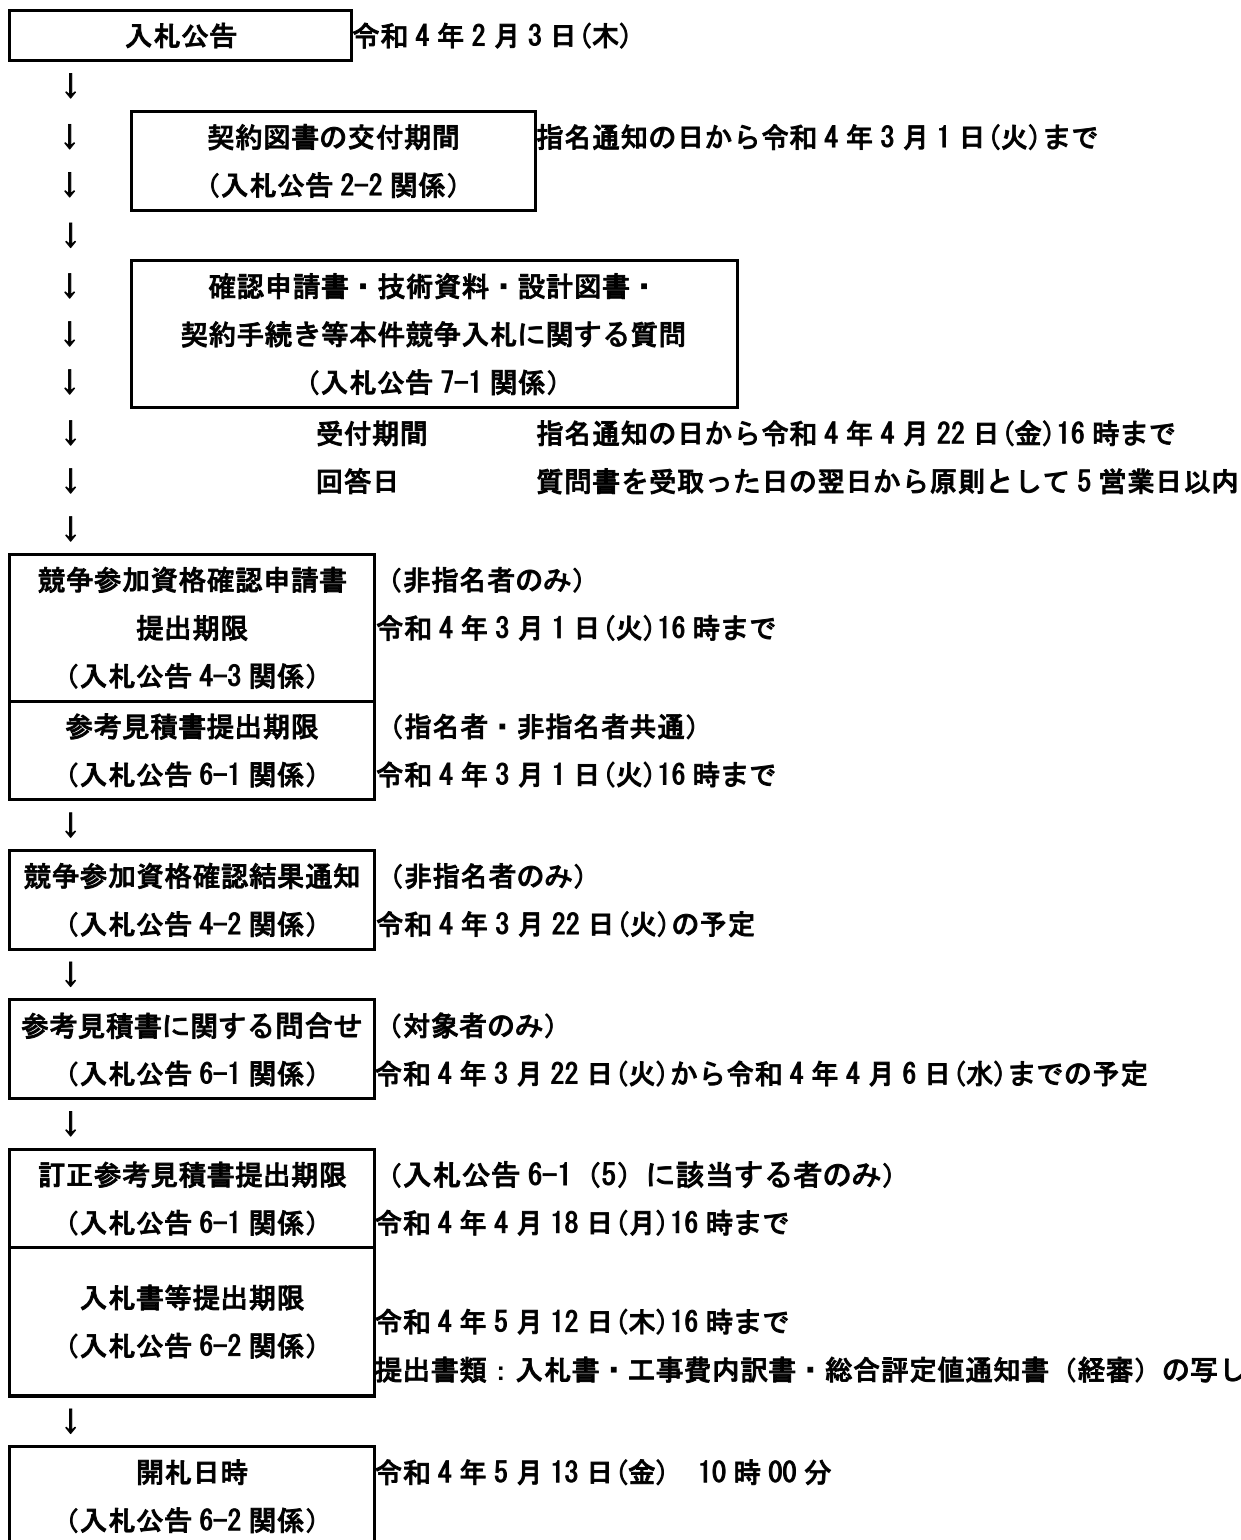 入札公告 令和4年2月3日(木)
↓
↓ 契約図書の交付期間 指名通知の日から令和4年3月1日(火)まで
↓ (入札公告2-2関係)
↓
↓ 確認申請書・技術資料・設計図書・
↓ 契約手続き等本件競争入札に関する質問
↓ (入札公告7-1関係)
↓ 受付期間 指名通知の日から令和4年4月22日(金)16時まで
↓ 回答日 質問書を受取った日の翌日から原則として5営業日以内
↓
競争参加資格確認申請書 (非指名者のみ)
提出期限 令和4年3月1日(火)16時まで
(入札公告4-3関係)
参考見積書提出期限 (指名者・非指名者共通)
(入札公告6-1関係) 令和4年3月1日(火)16時まで
↓
競争参加資格確認結果通知 (非指名者のみ)
(入札公告4-2関係) 令和4年3月22日(火)の予定
↓
参考見積書に関する問合せ (対象者のみ)
(入札公告6-1関係) 令和4年3月22日(火)から令和4年4月6日(水)までの予定
↓
訂正参考見積書提出期限 (入札公告6-1(5)に該当する者のみ)
(入札公告6-1関係) 令和4年4月18日(月)16時まで
入札書等提出期限
令和4年5月12日(木)16時まで
(入札公告6-2関係)
提出書類:入札書・工事費内訳書・総合評定値通知書(経審)の写し
↓
開札日時 令和4年5月13日(金) 10時00分
(入札公告6-2関係)